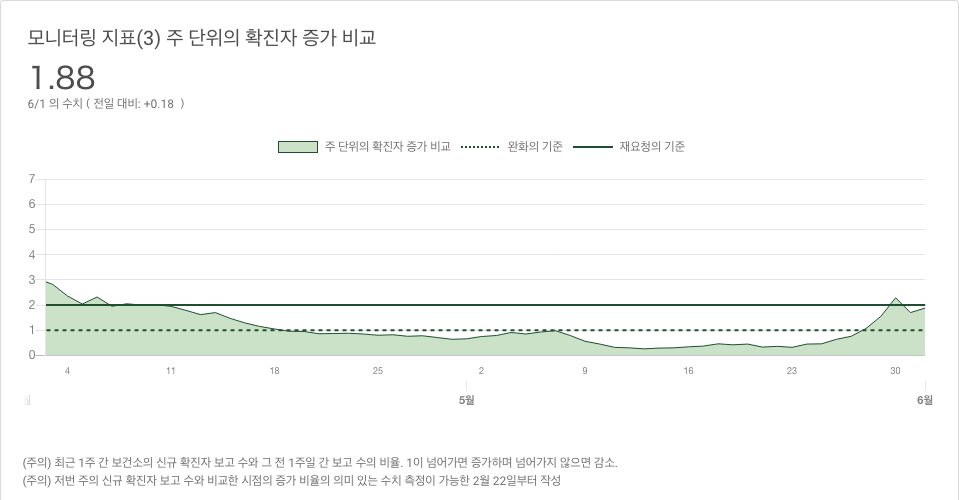 모니터링 지표(3) 주 단위의 확진자 증가 비교
1.88
6/1 의 수치 ( 전일 대비: +0.18 )
주 단위의 확진자 증가 비교 완화의 기준 재요청의 기준
7
6
5
4
3
2
1
0
4 11 18 25 2 9 16 23 30
5월 6월
(주의) 최근 1주 간 보건소의 신규 확진자 보고 수와 그 전 1주일 간 보고 수의 비율. 1이 넘어가면 증가하며 넘어가지 않으면 감소.
(주의) 저번 주의 신규 확진자 보고 수와 비교한 시점의 증가 비율의 의미 있는 수치 측정이 가능한 2월 22일부터 작성